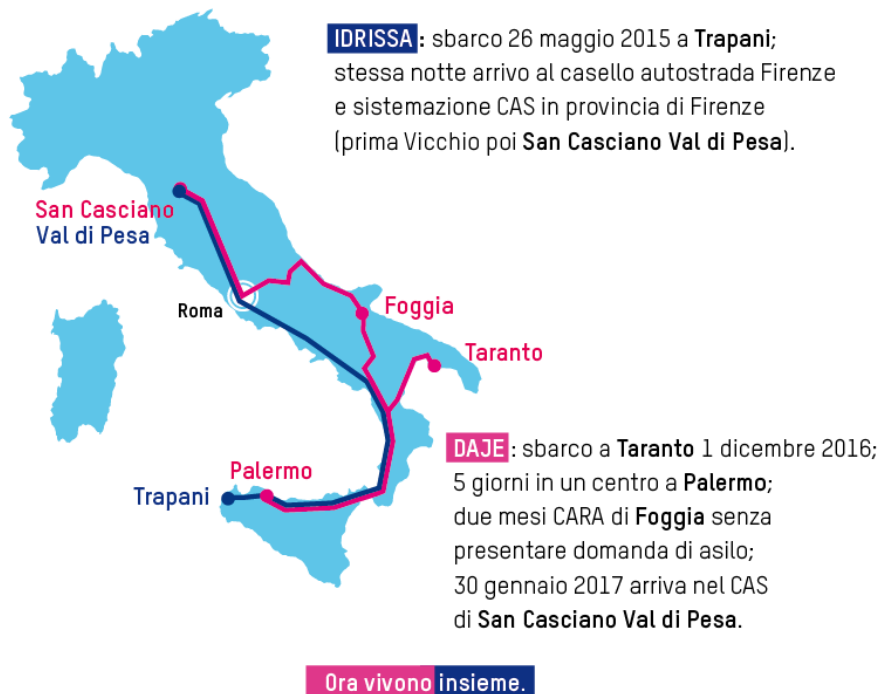 IDRISSA: sbarco 26 maggio 2015 a Trapani;
stessa notte arrivo al casello autostrada Firenze
e sistemazione CAS in provincia di Firenze
(prima Vicchio poi San Casciano Val di Pesa).
San Casciano
Val di Pesa
Roma
Foggia
Taranto
Palermo
Trapani
DAJE: sbarco a Taranto 1 dicembre 2016;
5 giorni in un centro a Palermo;
due mesi CARA di Foggia senza
presentare domanda di asilo;
30 gennaio 2017 arriva nel CAS
di San Casciano Val di Pesa.
Ora vivono insieme.